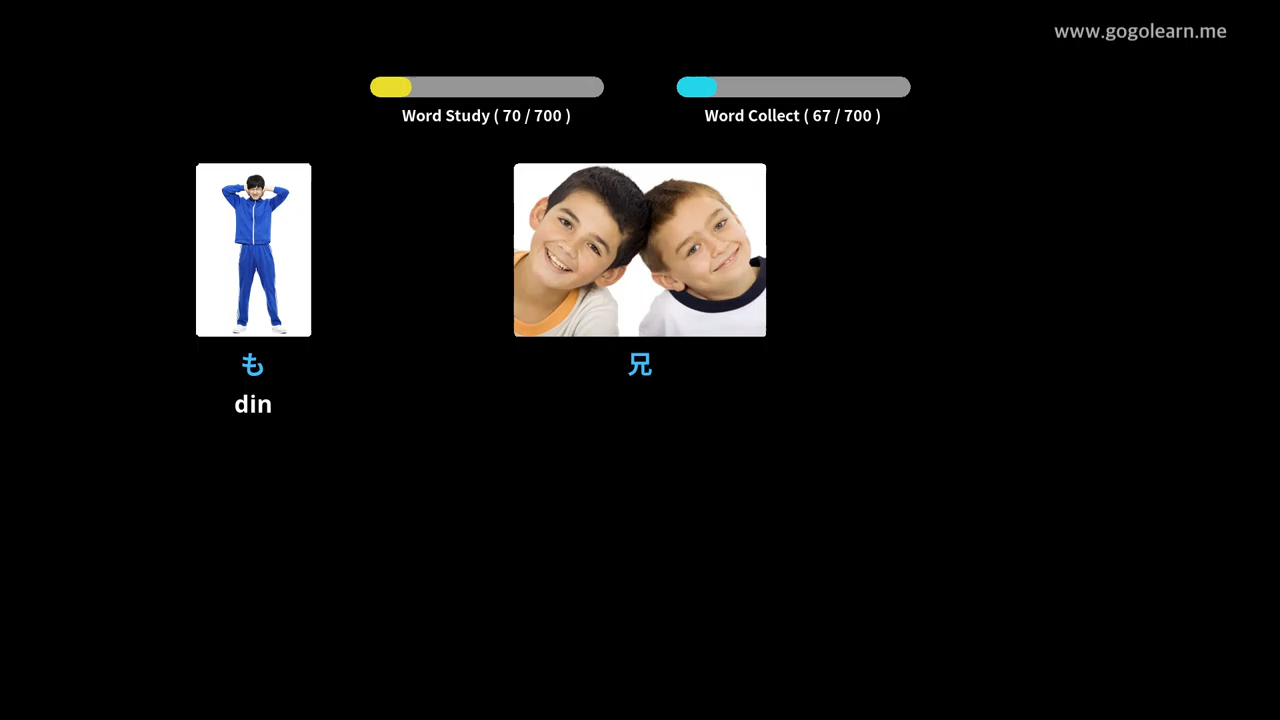 www.gogolearn.me
Word Study ( 70 / 700 )
Word Collect ( 67 / 700 )
も
din
兄